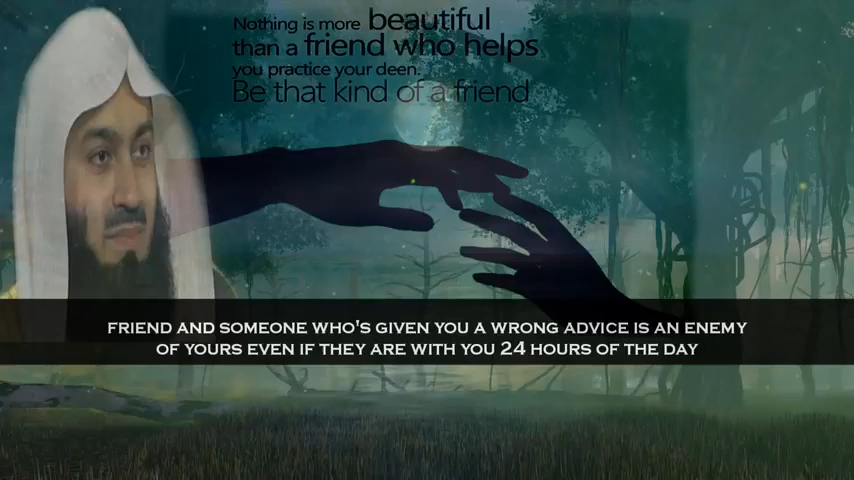 Nothing is more beautiful
than a friend who helps
you practice your deen.
Be that kind of a friend
FRIEND AND SOMEONE WHO'S GIVEN YOU A WRONG ADVICE IS AN ENEMY
OF YOURS EVEN IF THEY ARE WITH YOU 24 HOURS OF THE DAY